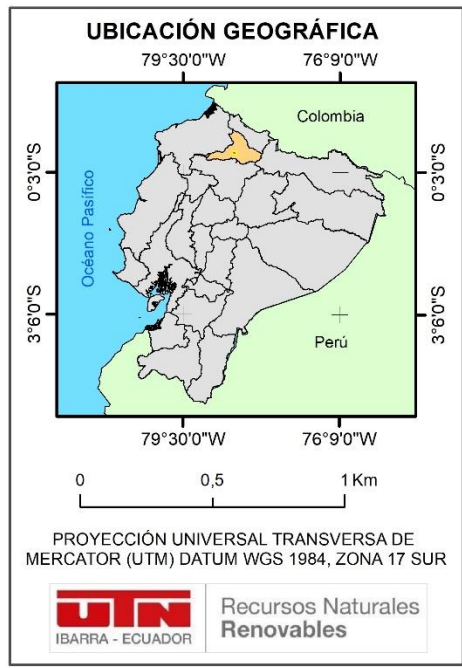 UBICACIÓN GEOGRÁFICA
79°30'0"W 76°9'0"W
Colombia
0°3'0"S 0°3'0"S
Océano Pasífico
3°6'0"S 3°6'0"S
Perú
79°30'0"W 76°9'0"W
0 0,5 1 Km
PROYECCIÓN UNIVERSAL TRANSVERSA DE
MERCATOR (UTM) DATUM WGS 1984, ZONA 17 SUR
UTN
IBARRA - ECUADOR
Recursos Naturales
Renovables